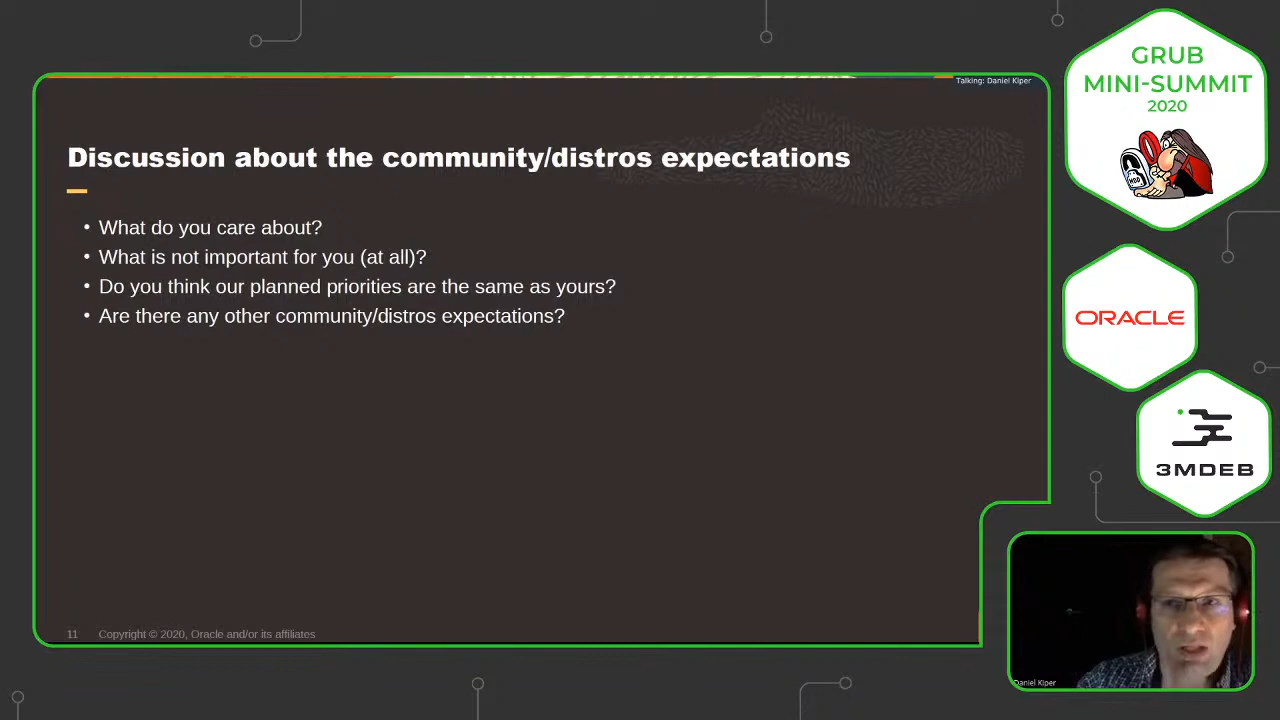 GRUB
MINI-SUMMIT
2020
Talking: Daniel Kiper
Discussion about the community/distros expectations
• What do you care about?
• What is not important for you (at all)?
• Do you think our planned priorities are the same as yours?
• Are there any other community/distros expectations?
ORACLE
3MDEB
11 Copyright © 2020, Oracle and/or its affiliates
Daniel Kiper